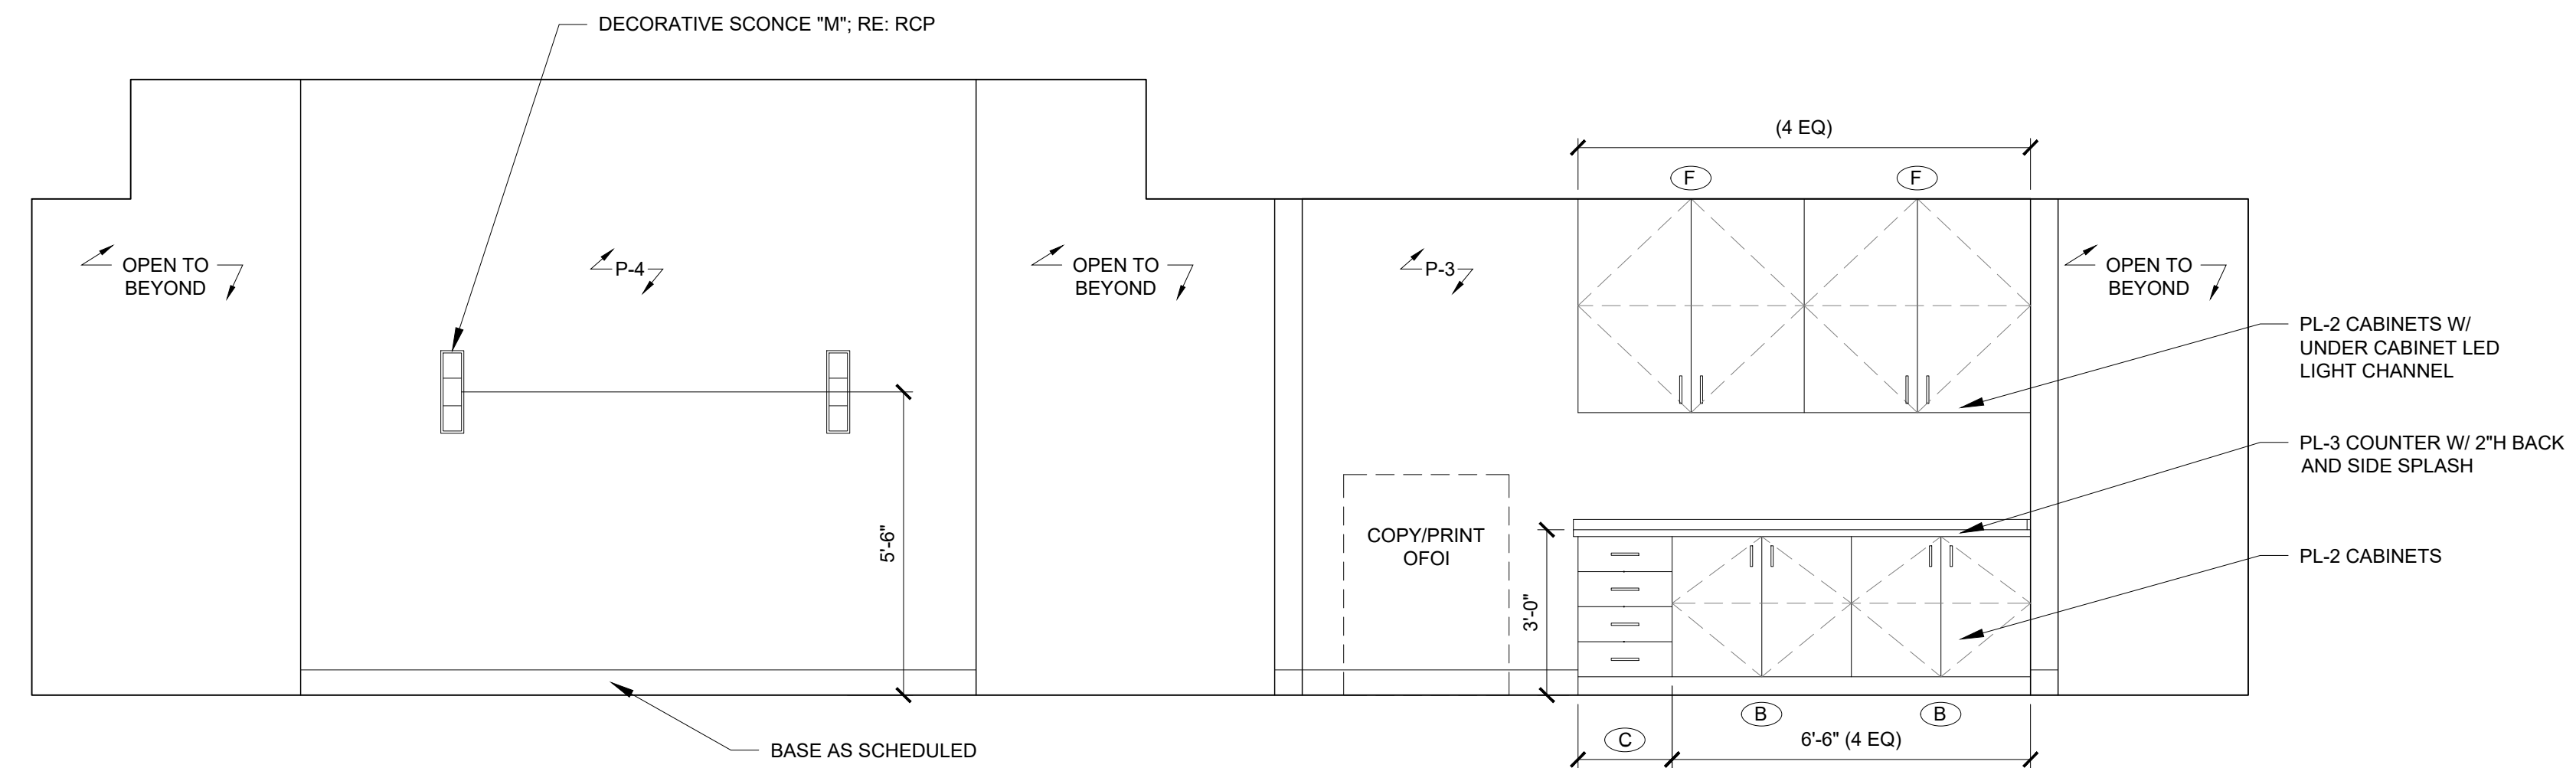 DECORATIVE SCONCE "M"; RE: RCP
(4 EQ)
F
F
OPEN TO
BEYOND
P-4
OPEN TO
BEYOND
P-3
OPEN TO
BEYOND
PL-2 CABINETS W/
UNDER CABINET LED
LIGHT CHANNEL
PL-3 COUNTER W/ 2"H BACK
AND SIDE SPLASH
COPY/PRINT
OFOI
5'-6"
3'-0"
PL-2 CABINETS
B
B
C
6'-6" (4 EQ)
BASE AS SCHEDULED